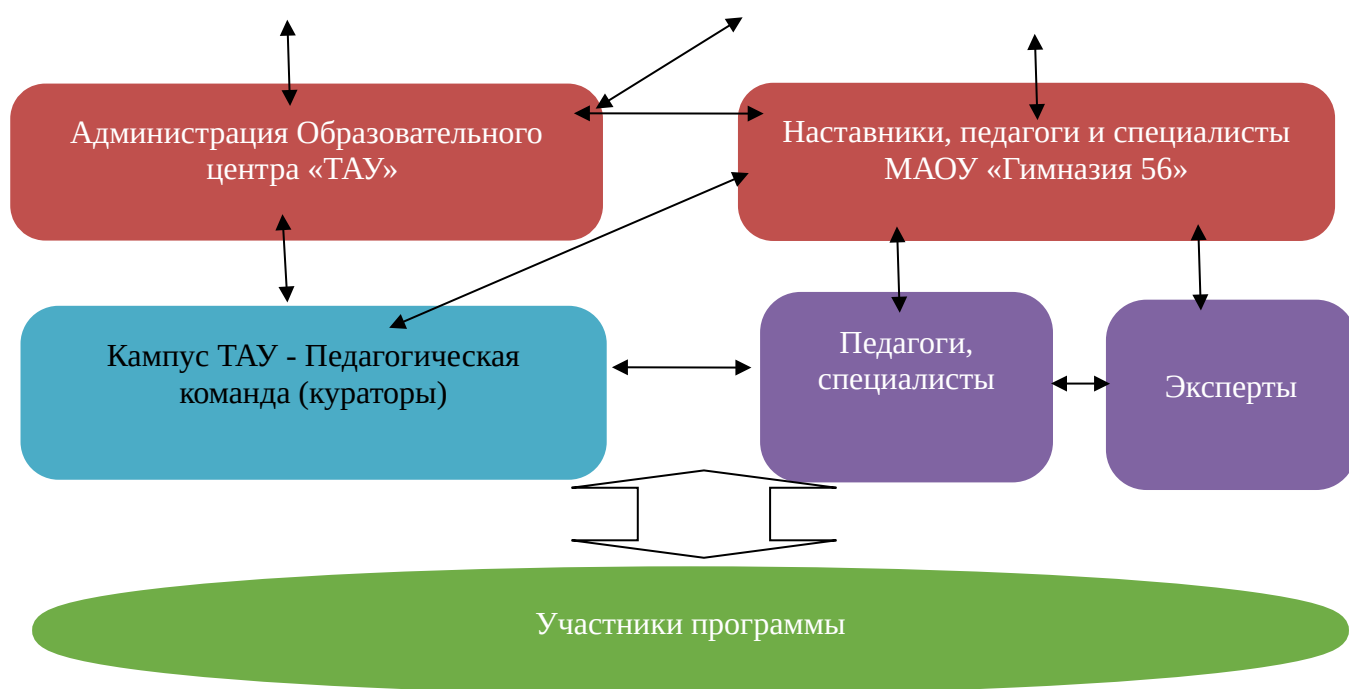 Администрация Образовательного
центра «ТАУ»
Наставники, педагоги и специалисты
МАОУ «Гимназия 56»
Кампус ТАУ - Педагогическая
команда (кураторы)
Педагоги,
специалисты
Эксперты
Участники программы